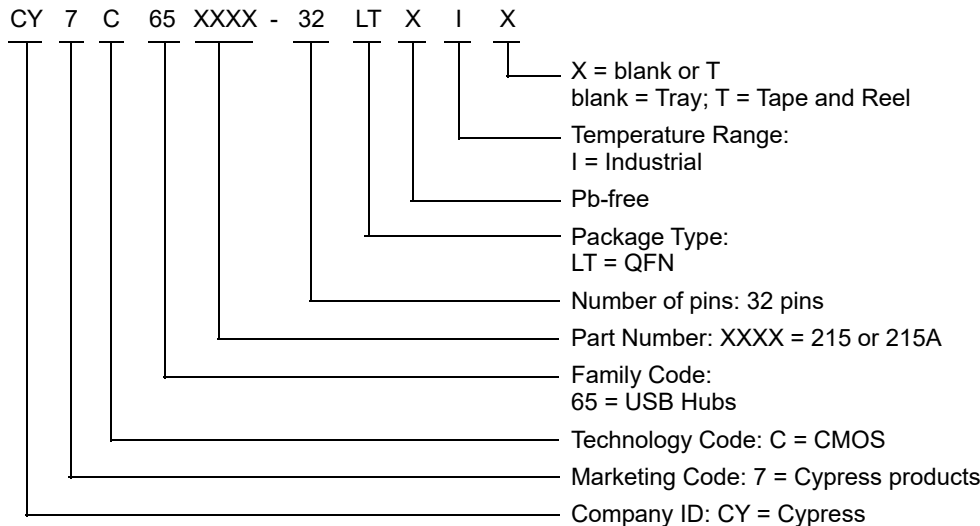 CY 7 C 65 XXXX - 32 LT X I X
X = blank or T
blank = Tray; T = Tape and Reel
Temperature Range:
I = Industrial
Pb-free
Package Type:
LT = QFN
Number of pins: 32 pins
Part Number: XXXX = 215 or 215A
Family Code:
65 = USB Hubs
Technology Code: C = CMOS
Marketing Code: 7 = Cypress products
Company ID: CY = Cypress